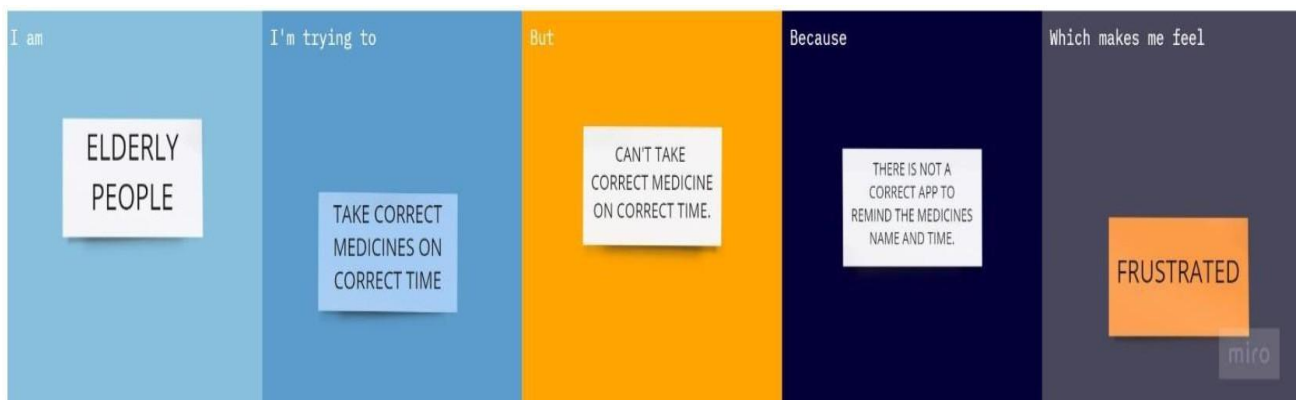 I am
ELDERLY
PEOPLE
I'm trying to
TAKE CORRECT
MEDICINES ON
CORRECT TIME
But
CAN'T TAKE
CORRECT MEDICINE
ON CORRECT TIME.
Because
THERE IS NOT A
CORRECT APP TO
REMIND THE MEDICINES
NAME AND TIME.
Which makes me feel
FRUSTRATED
miro